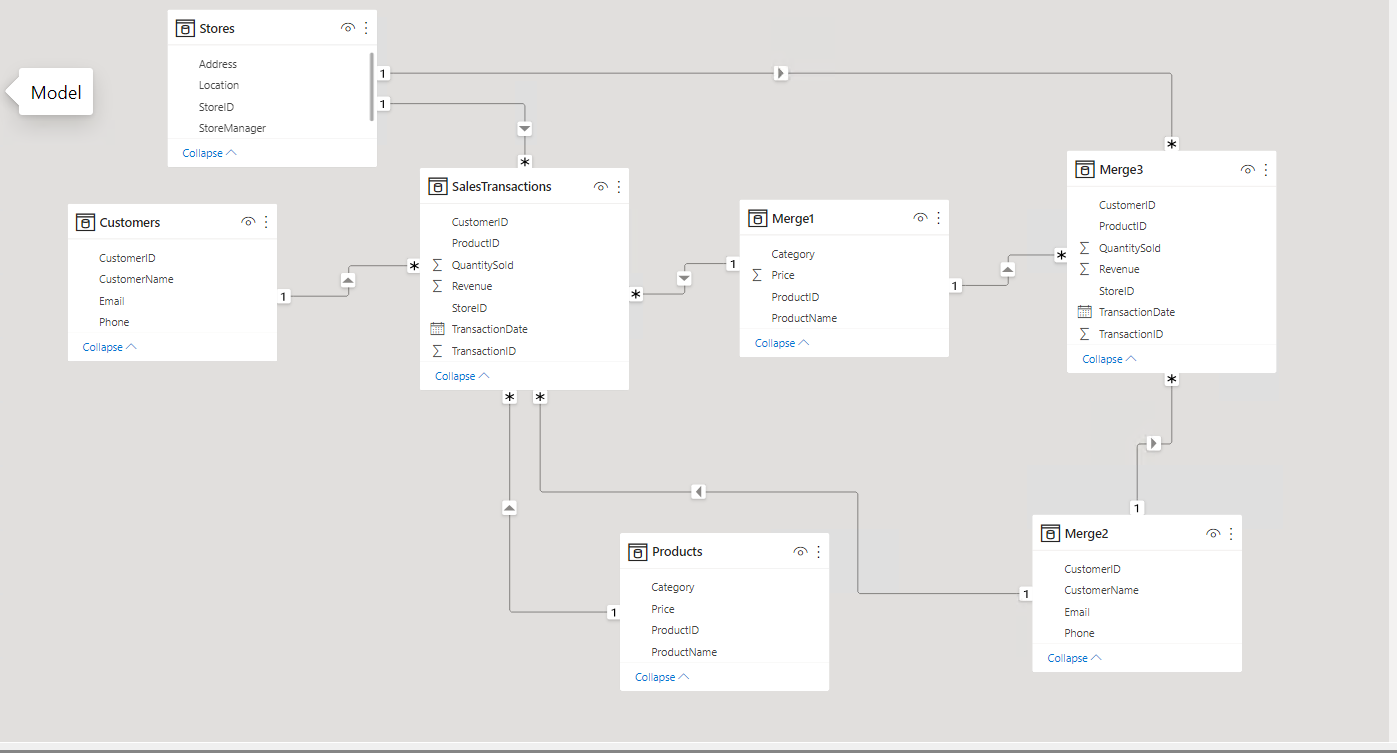 Stores
Address
Location
StoreID
StoreManager
Collapse
Model
1
1
*
*
SalesTransactions
CustomerID
ProductID
QuantitySold
Revenue
StoreID
TransactionDate
TransactionID
Collapse
Customers
CustomerID
CustomerName
Email
Phone
Collapse
1
*
*
1
Merge1
Category
Price
ProductID
ProductName
Collapse
1
*
Merge3
CustomerID
ProductID
QuantitySold
Revenue
StoreID
TransactionDate
TransactionID
Collapse
*
*
*
1
Products
Category
Price
ProductID
ProductName
Collapse
1
1
Merge2
CustomerID
CustomerName
Email
Phone
Collapse